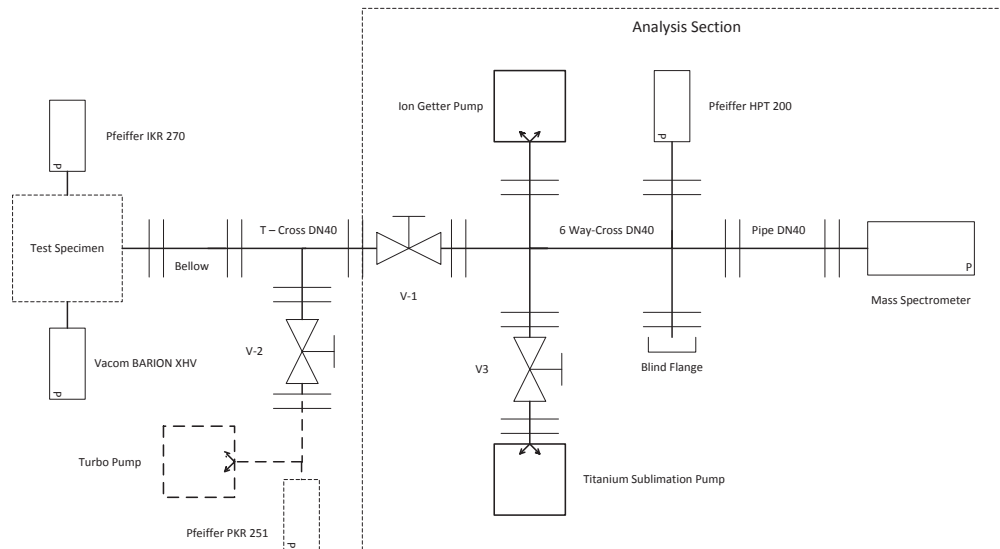 Analysis Section
Ion Getter Pump
Pfeiffer HPT 200
Pfeiffer IKR 270
P
P
Test Specimen
T – Cross DN40
6 Way-Cross DN40
Pipe DN40
Bellow
P
V-1
Mass Spectrometer
V-2
Vacom BARION XHV
V3
Blind Flange
P
Turbo Pump
Titanium Sublimation Pump
Pfeiffer PKR 251
P